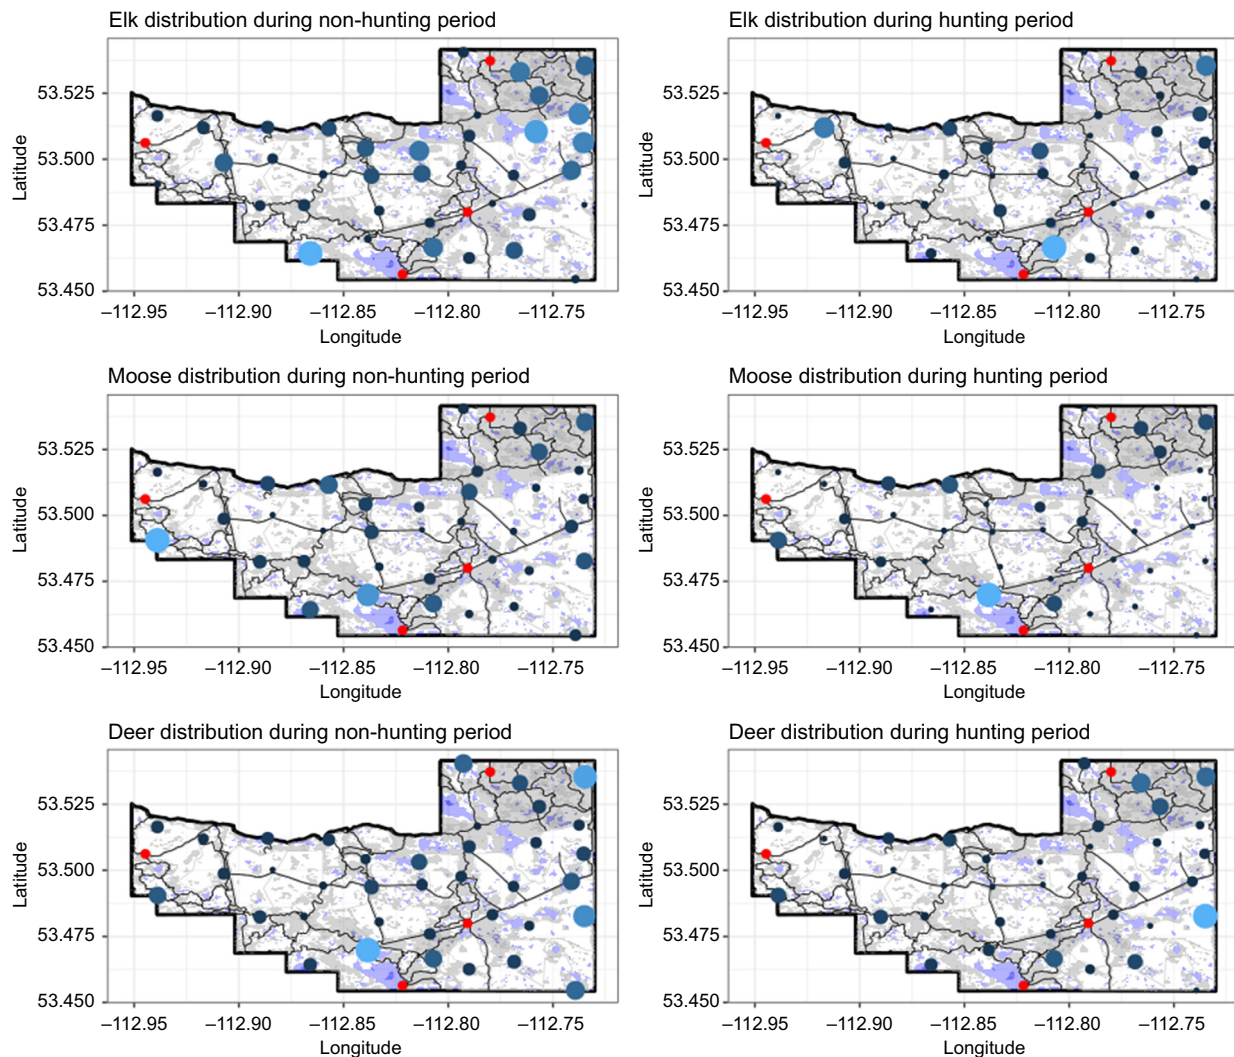 Elk distribution during non-hunting period
Elk distribution during hunting period
Latitude
53.525
53.500
53.475
53.450
–112.95 –112.90 –112.85 –112.80 –112.75
Longitude
Latitude
53.525
53.500
53.475
53.450
–112.95 –112.90 –112.85 –112.80 –112.75
Longitude
Moose distribution during non-hunting period
Moose distribution during hunting period
Latitude
53.525
53.500
53.475
53.450
–112.95 –112.90 –112.85 –112.80 –112.75
Longitude
Latitude
53.525
53.500
53.475
53.450
–112.95 –112.90 –112.85 –112.80 –112.75
Longitude
Deer distribution during non-hunting period
Deer distribution during hunting period
Latitude
53.525
53.500
53.475
53.450
–112.95 –112.90 –112.85 –112.80 –112.75
Longitude
Latitude
53.525
53.500
53.475
53.450
–112.95 –112.90 –112.85 –112.80 –112.75
Longitude